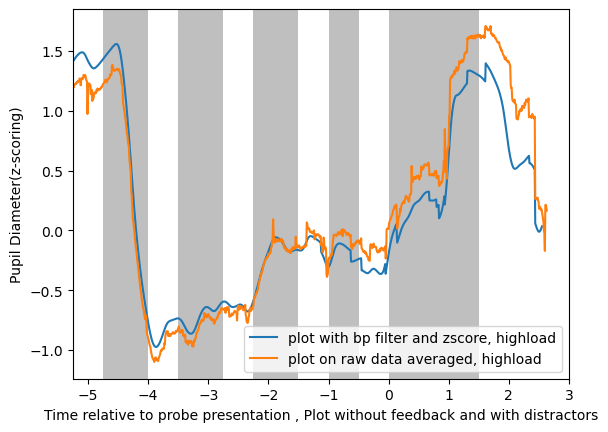 Pupil Diameter(z-scoring)
1.5
1.0
0.5
0.0
−0.5
−1.0
plot with bp filter and zscore, highload
plot on raw data averaged, highload
−5 −4 −3 −2 −1 0 1 2 3
Time relative to probe presentation , Plot without feedback and with distractors